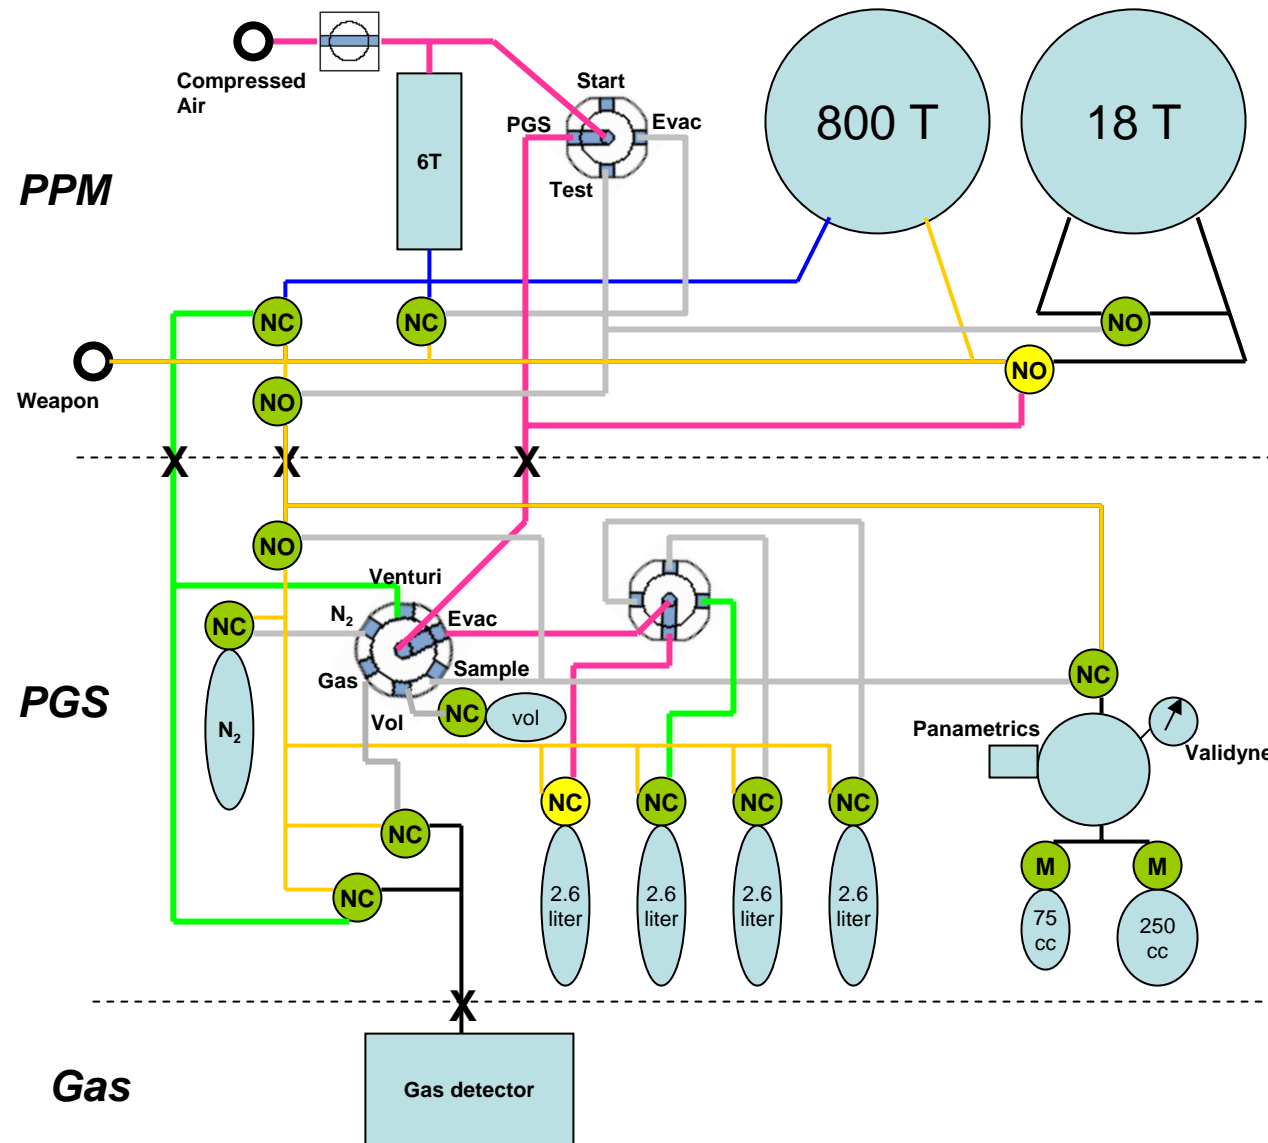 Compressed
Air
Start
PGS
Evac
800 T
18 T
6T
PPM
Test
NC
NC
NO
NO
Weapon
NO
X
X
X
NO
Venturi
N2
Evac
NC
Gas
Sample
NC
vol
Vol
PGS
N2
NC
Panametrics
Validyne
NC
NC
NC
NC
NC
NC
M
M
2.6
liter
2.6
liter
2.6
liter
2.6
liter
75
cc
250
cc
X
Gas
Gas detector